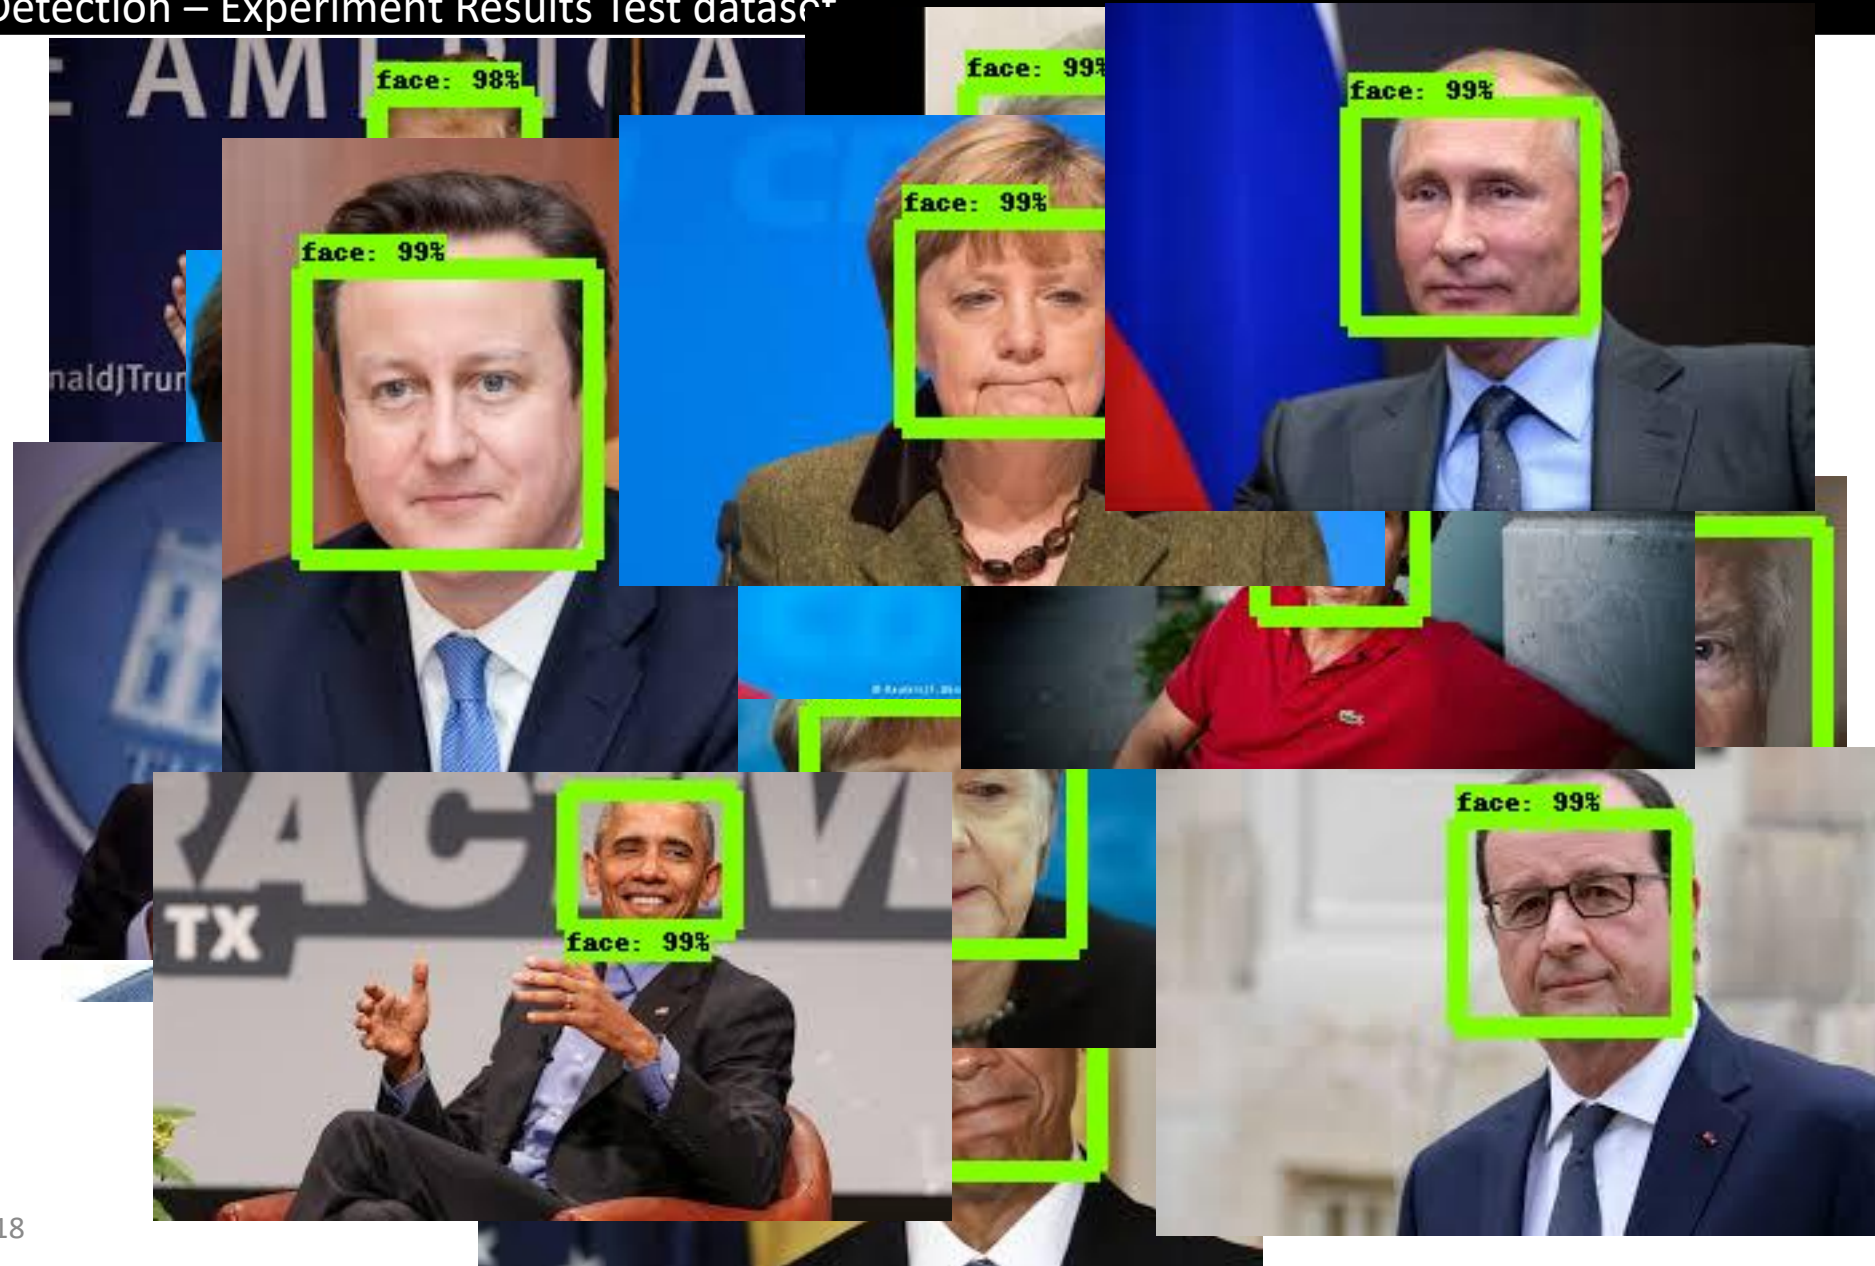 Detection – Experiment Results Test dataset
E AMERICA
face: 98%
face: 99%
face: 99%
face: 99%
face: 99%
naldJTrum
TX
face: 99%
face: 99%
18